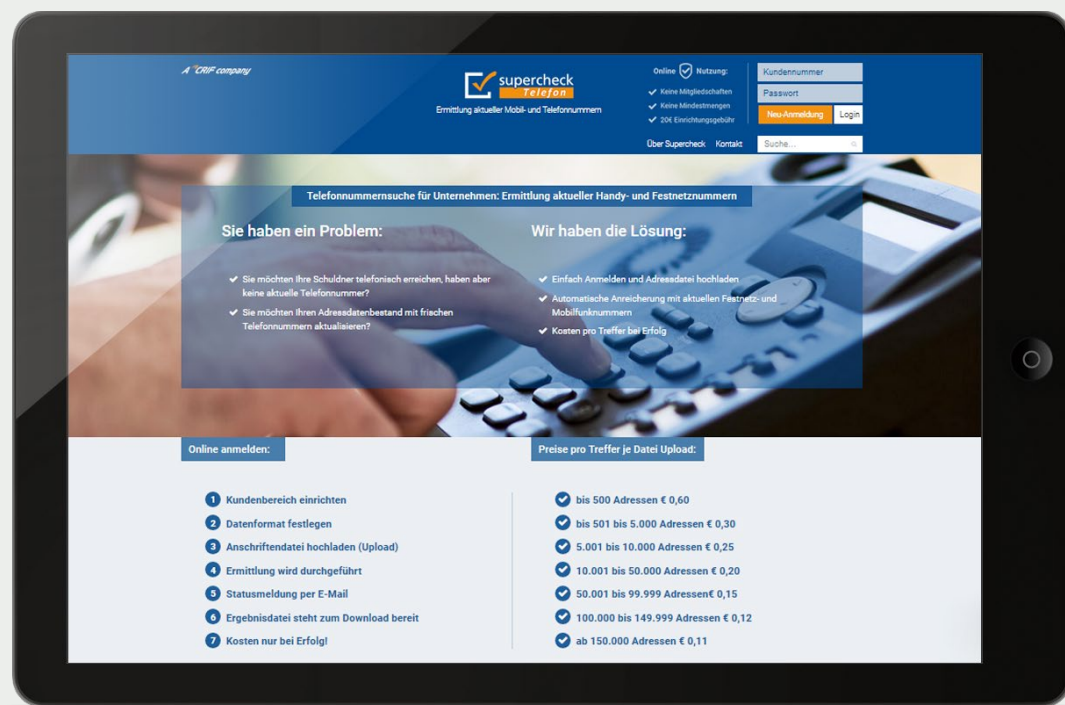 A CRIF company
supercheck
Telefon
Ermittlung aktueller Mobil- und Telefonnummern
Online Nutzung:
Keine Mitgliedschaften
Keine Mindestmengen
20€ Einrichtungsgebühr
Kundennummer
Passwort
Neu-Anmeldung Login
Über Supercheck Kontakt Suche...
Telefonnummernsuche für Unternehmen: Ermittlung aktueller Handy- und Festnetznummern
Sie haben ein Problem:
Sie möchten Ihre Schuldner telefonisch erreichen, haben aber
keine aktuelle Telefonnummer?
Sie möchten Ihren Adressdatenbestand mit frischen
Telefonnummern aktualisieren?
Wir haben die Lösung:
Einfach Anmelden und Adressdatei hochladen
Automatische Anreicherung mit aktuellen Festnetz- und
Mobilfunknummern
Kosten pro Treffer bei Erfolg
Online anmelden:
1 Kundenbereich einrichten
2 Datenformat festlegen
3 Anschriftendatei hochladen (Upload)
4 Ermittlung wird durchgeführt
5 Statusmeldung per E-Mail
6 Ergebnisdatei steht zum Download bereit
7 Kosten nur bei Erfolg!
Preise pro Treffer je Datei Upload:
bis 500 Adressen € 0,60
bis 501 bis 5.000 Adressen € 0,30
5.001 bis 10.000 Adressen € 0,25
10.001 bis 50.000 Adressen € 0,20
50.001 bis 99.999 Adressen€ 0,15
100.000 bis 149.999 Adressen € 0,12
ab 150.000 Adressen € 0,11